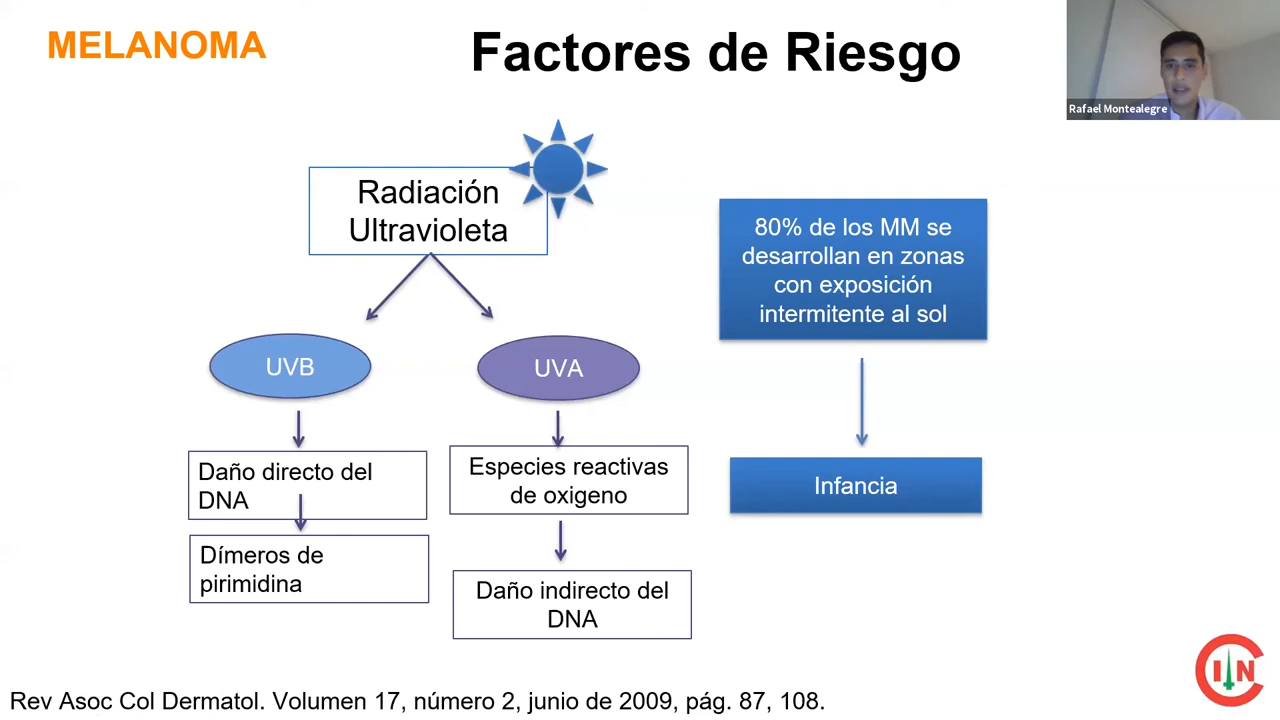 MELANOMA
Factores de Riesgo
Rafael Montealegre
Radiación
Ultravioleta
80% de los MM se
desarrollan en zonas
con exposición
intermitente al sol
UVB
UVA
Daño directo del
DNA
Especies reactivas
de oxigeno
Infancia
Dímeros de
pirimidina
Daño indirecto del
DNA
CIN
Rev Asoc Col Dermatol. Volumen 17, número 2, junio de 2009, pág. 87, 108.